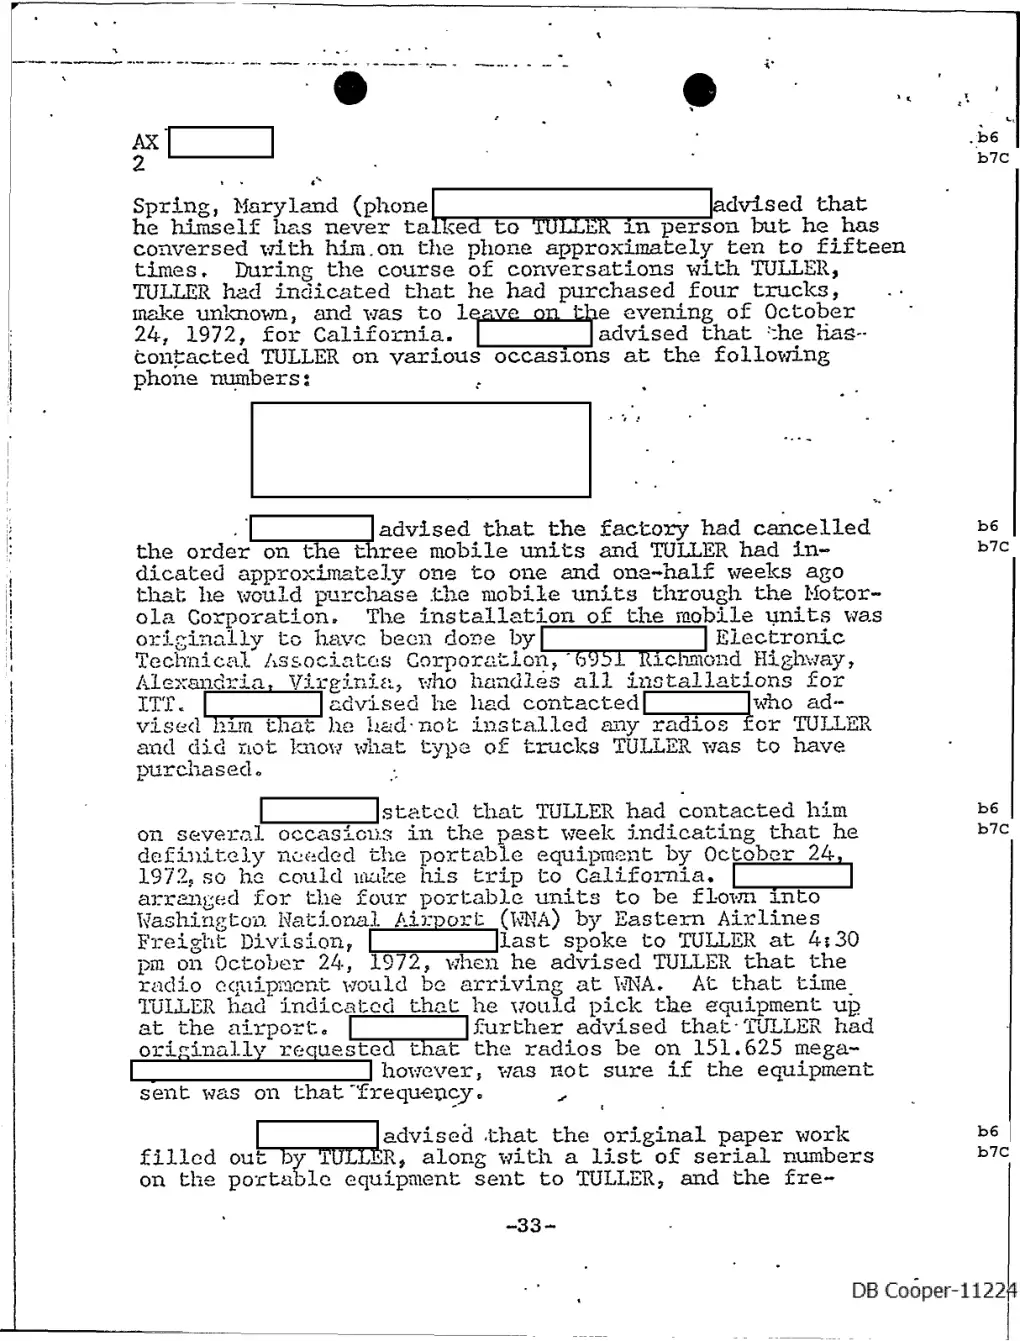 AX
2
b6
b7C
Spring, Maryland (phone advised that
he himself has never talked to TULLER in person but he has
conversed with him on the phone approximately ten to fifteen
times. During the course of conversations with TULLER,
TULLER had indicated that he had purchased four trucks,
make unknown, and was to leave on the evening of October
24, 1972, for California. advised that he has
contacted TULLER on various occasions at the following
phone numbers:
advised that the factory had cancelled
b6
the order on the three mobile units and TULLER had in-
b7C
dicated approximately one to one and one-half weeks ago
that he would purchase the mobile units through the Motor-
ola Corporation. The installation of the mobile units was
originally to have been done by Electronic
Technical Associates Corporation, 6951 Richmond Highway,
Alexandria, Virginia, who handles all installations for
ITT. advised he had contacted who ad-
vised him that he had not installed any radios for TULLER
and did not know what type of trucks TULLER was to have
purchased.
stated that TULLER had contacted him
b6
on several occasions in the past week indicating that he
b7C
definitely needed the portable equipment by October 24,
1972, so he could make his trip to California.
arranged for the four portable units to be flown into
Washington National Airport (WNA) by Eastern Airlines
Freight Division, last spoke to TULLER at 4:30
pm on October 24, 1972, when he advised TULLER that the
radio equipment would be arriving at WNA. At that time
TULLER had indicated that he would pick the equipment up
at the airport. further advised that TULLER had
originally requested that the radios be on 151.625 mega-
however, was not sure if the equipment
sent was on that frequency.
advised that the original paper work
b6
filled out by TULLER, along with a list of serial numbers
b7C
on the portable equipment sent to TULLER, and the fre-
-33-
DB Cooper-11224